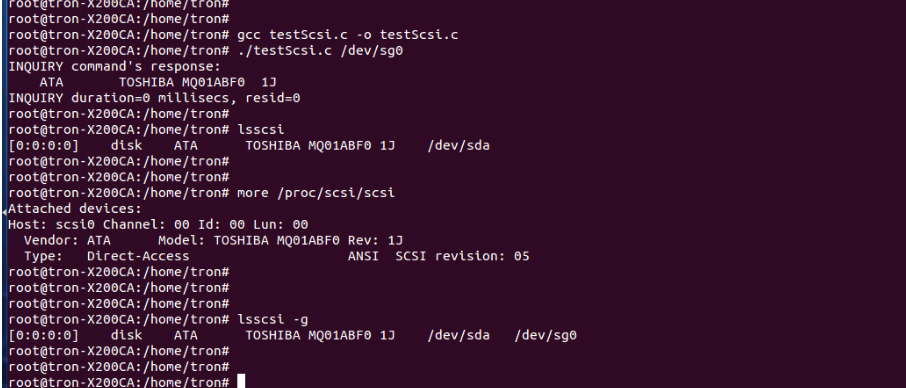 root@tron-X200CA:/home/tron#
root@tron-X200CA:/home/tron#
root@tron-X200CA:/home/tron# gcc testScsi.c -o testScsi.c
root@tron-X200CA:/home/tron# ./testScsi.c /dev/sg0
INQUIRY command's response:
    ATA       TOSHIBA MQ01ABF0  1J
INQUIRY duration=0 millisecs, resid=0
root@tron-X200CA:/home/tron#
root@tron-X200CA:/home/tron# lsscsi
[0:0:0:0]    disk    ATA      TOSHIBA MQ01ABF0 1J    /dev/sda
root@tron-X200CA:/home/tron#
root@tron-X200CA:/home/tron#
root@tron-X200CA:/home/tron# more /proc/scsi/scsi
Attached devices:
Host: scsi0 Channel: 00 Id: 00 Lun: 00
  Vendor: ATA      Model: TOSHIBA MQ01ABF0 Rev: 1J
  Type:   Direct-Access                    ANSI  SCSI revision: 05
root@tron-X200CA:/home/tron#
root@tron-X200CA:/home/tron#
root@tron-X200CA:/home/tron#
root@tron-X200CA:/home/tron# lsscsi -g
[0:0:0:0]    disk    ATA      TOSHIBA MQ01ABF0 1J    /dev/sda   /dev/sg0
root@tron-X200CA:/home/tron#
root@tron-X200CA:/home/tron#
root@tron-X200CA:/home/tron#